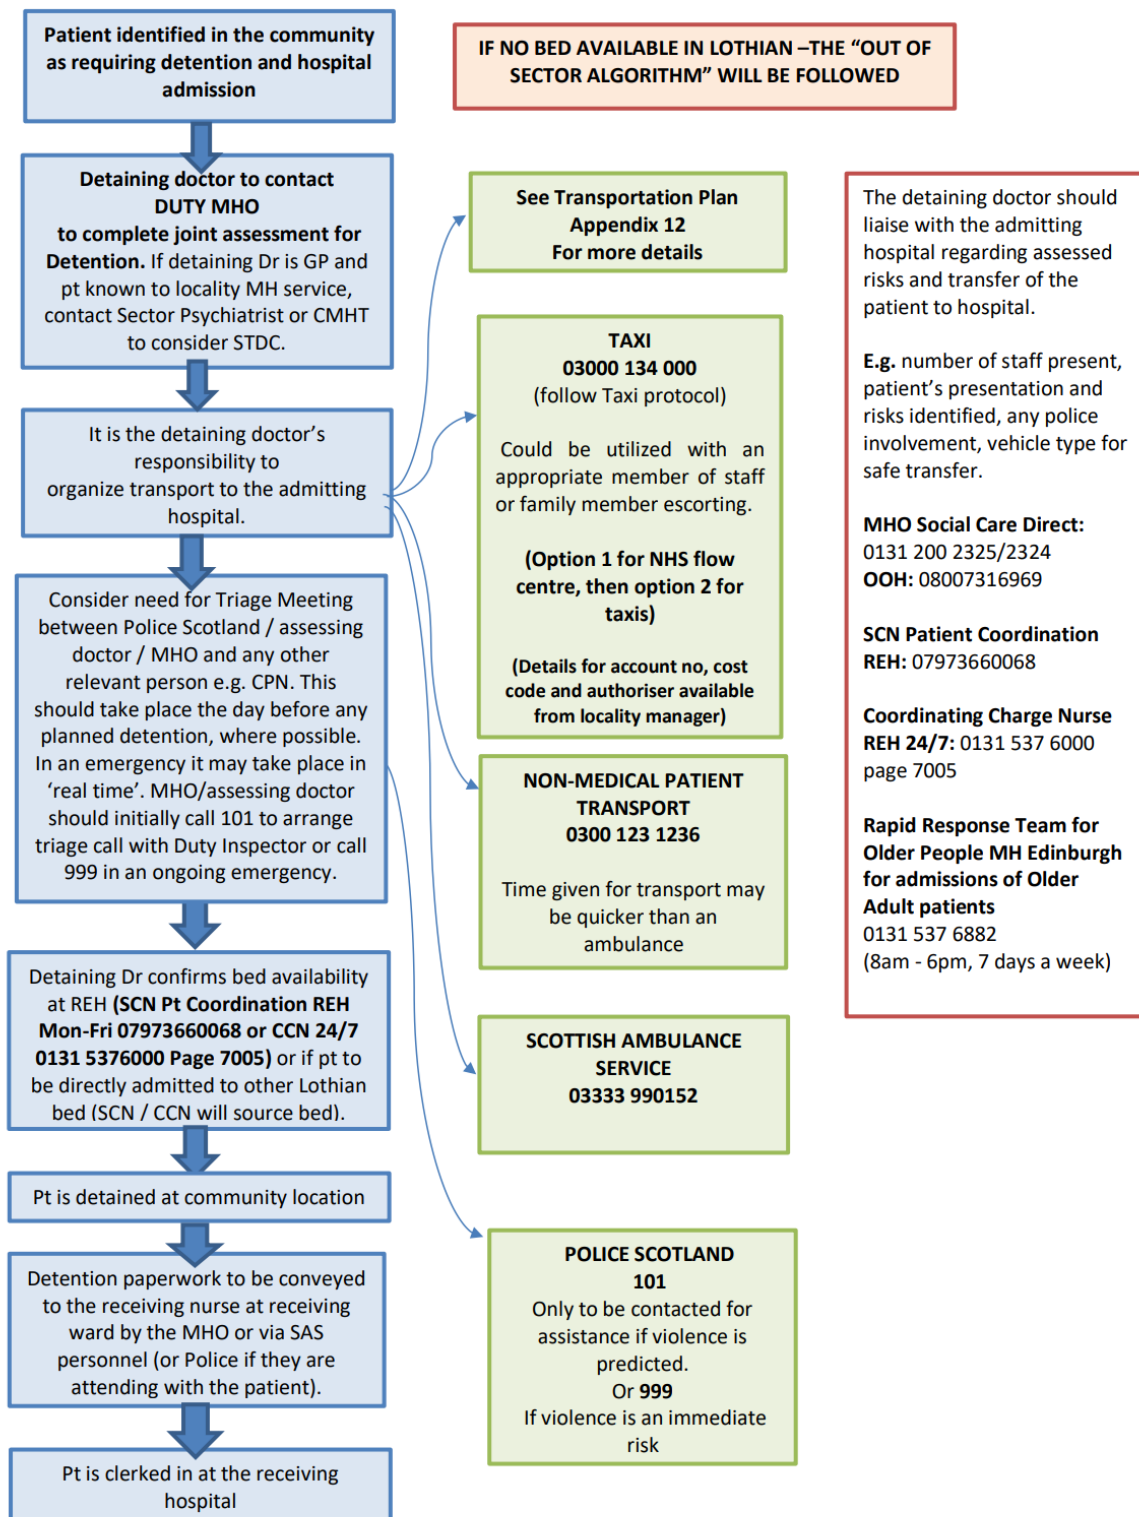 Patient identified in the community
as requiring detention and hospital
admission
IF NO BED AVAILABLE IN LOTHIAN –THE “OUT OF
SECTOR ALGORITHM” WILL BE FOLLOWED
Detaining doctor to contact
DUTY MHO
to complete joint assessment for
Detention. If detaining Dr is GP and
pt known to locality MH service,
contact Sector Psychiatrist or CMHT
to consider STDC.
It is the detaining doctor’s
responsibility to
organize transport to the admitting
hospital.
Consider need for Triage Meeting
between Police Scotland / assessing
doctor / MHO and any other
relevant person e.g. CPN. This
should take place the day before any
planned detention, where possible.
In an emergency it may take place in
‘real time’. MHO/assessing doctor
should initially call 101 to arrange
triage call with Duty Inspector or call
999 in an ongoing emergency.
Detaining Dr confirms bed availability
at REH (SCN Pt Coordination REH
Mon-Fri 07973660068 or CCN 24/7
0131 5376000 Page 7005) or if pt to
be directly admitted to other Lothian
bed (SCN / CCN will source bed).
Pt is detained at community location
Detention paperwork to be conveyed
to the receiving nurse at receiving
ward by the MHO or via SAS
personnel (or Police if they are
attending with the patient).
Pt is clerked in at the receiving
hospital
See Transportation Plan
Appendix 12
For more details
TAXI
03000 134 000
(follow Taxi protocol)
Could be utilized with an
appropriate member of staff
or family member escorting.
(Option 1 for NHS flow
centre, then option 2 for
taxis)
(Details for account no, cost
code and authoriser available
from locality manager)
NON-MEDICAL PATIENT
TRANSPORT
0300 123 1236
Time given for transport may
be quicker than an
ambulance
SCOTTISH AMBULANCE
SERVICE
03333 990152
POLICE SCOTLAND
101
Only to be contacted for
assistance if violence is
predicted.
Or 999
If violence is an immediate
risk
The detaining doctor should
liaise with the admitting
hospital regarding assessed
risks and transfer of the
patient to hospital.
E.g. number of staff present,
patient’s presentation and
risks identified, any police
involvement, vehicle type for
safe transfer.
MHO Social Care Direct:
0131 200 2325/2324
OOH: 08007316969
SCN Patient Coordination
REH: 07973660068
Coordinating Charge Nurse
REH 24/7: 0131 537 6000
page 7005
Rapid Response Team for
Older People MH Edinburgh
for admissions of Older
Adult patients
0131 537 6882
(8am - 6pm, 7 days a week)